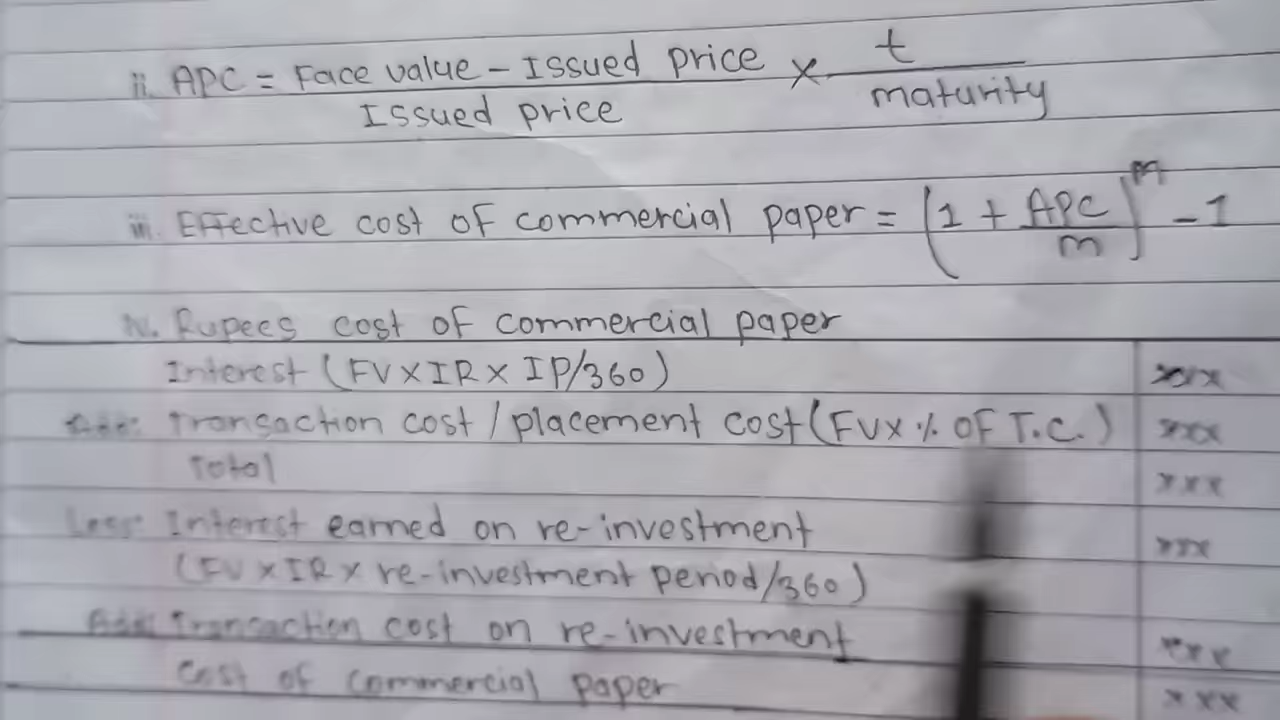 ii. APC = Face value - Issued price / Issued price × t / maturity
iii. Effective cost of commercial paper = (1 + APC / m)^m - 1
iv. Rupees cost of commercial paper
Interest (FV×IR× IP/360) xxx
Add: Transaction cost / placement cost (FV× % OF T.C.) xxx
Total xxx
Less: Interest earned on re-investment xxx
(FV×IR× re-investment period/360)
Add: Transaction cost on re-investment xxx
Cost of commercial paper xxx